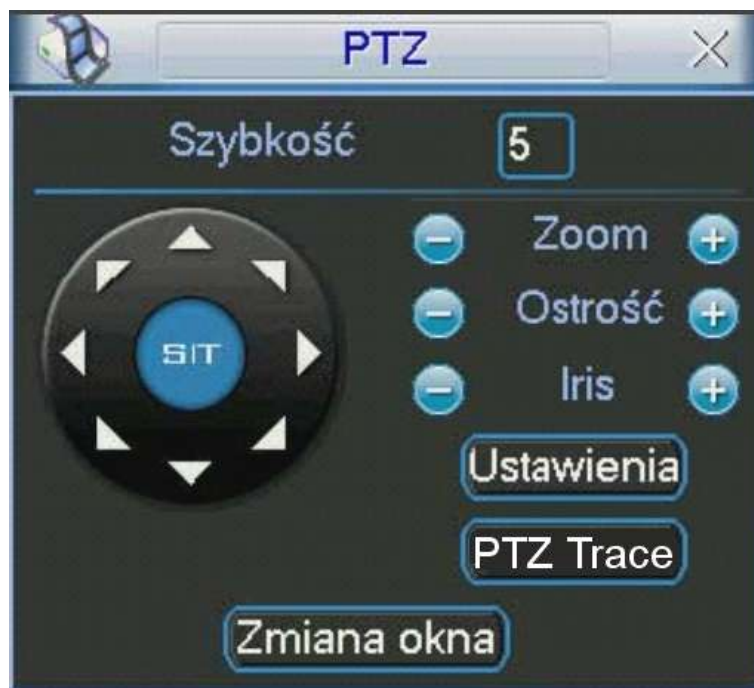 PTZ
Szybkość 5
Zoom
SIT
Ostrość
Iris
Ustawienia
PTZ Trace
Zmiana okna